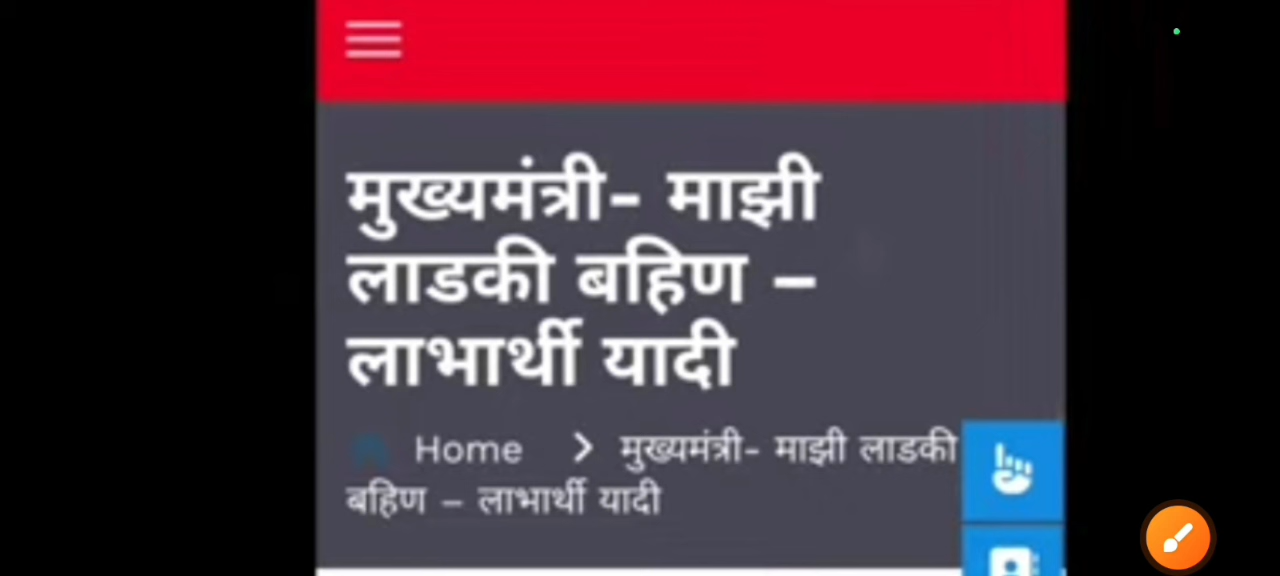 मुख्यमंत्री- माझी
लाडकी बहिण –
लाभार्थी यादी
Home > मुख्यमंत्री- माझी लाडकी
बहिण – लाभार्थी यादी